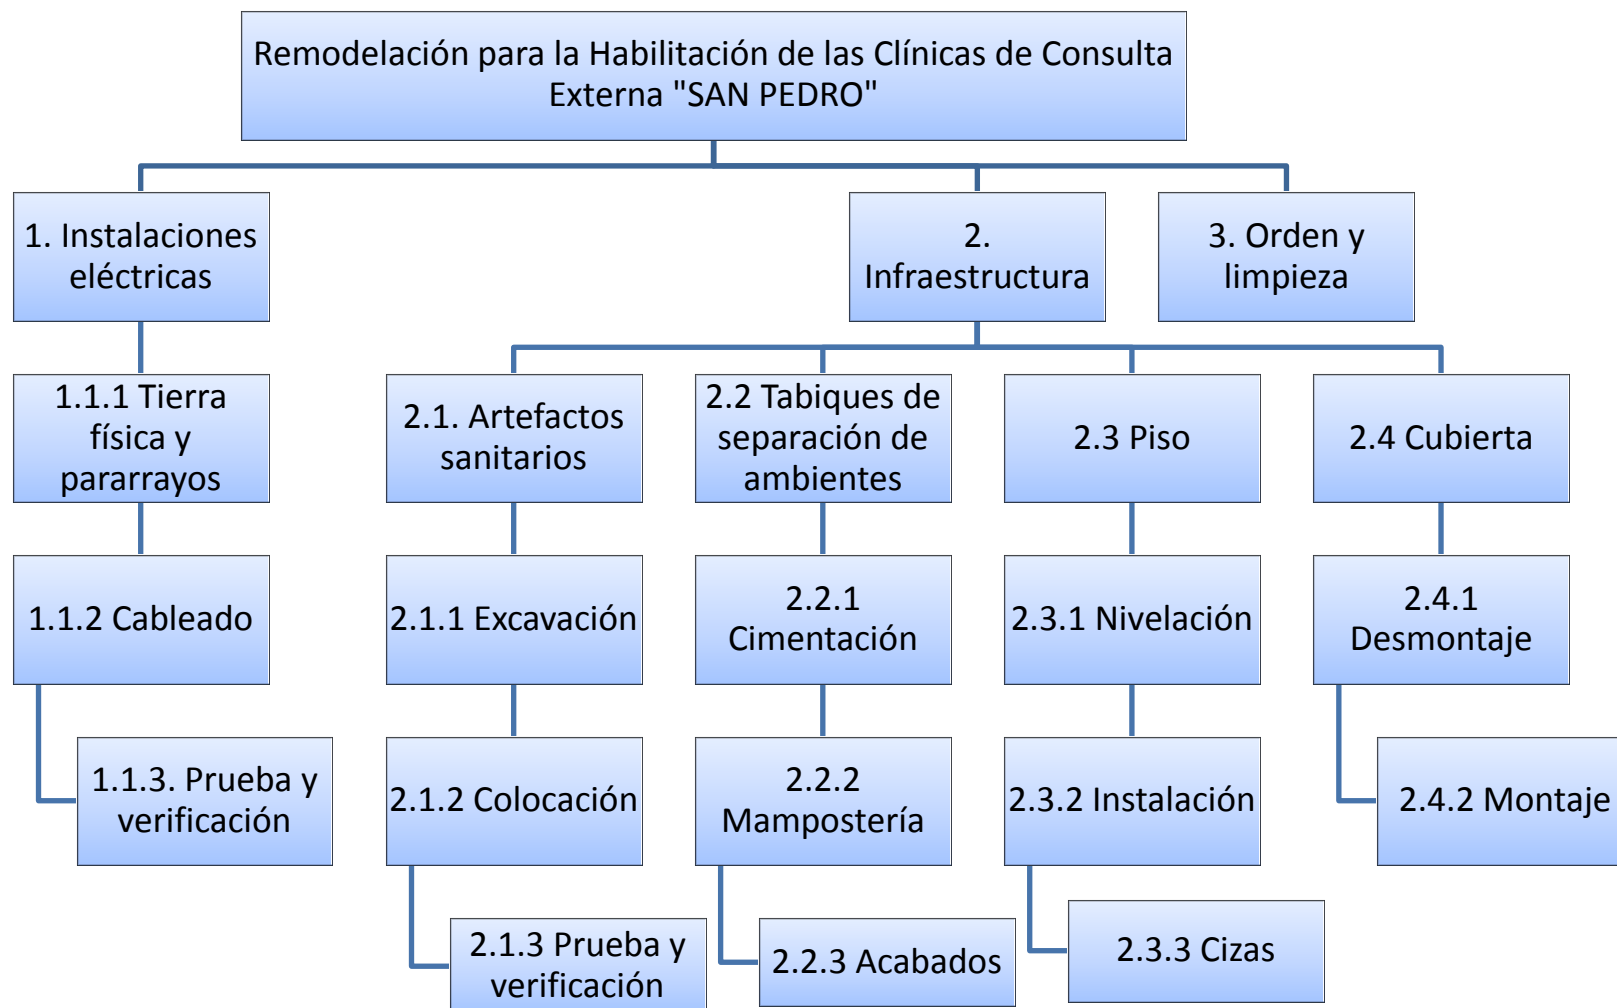 Remodelación para la Habilitación de las Clínicas de Consulta
Externa "SAN PEDRO"
1. Instalaciones
eléctricas
2.
Infraestructura
3. Orden y
limpieza
1.1.1 Tierra
física y
pararrayos
2.1. Artefactos
sanitarios
2.2 Tabiques de
separación de
ambientes
2.3 Piso
2.4 Cubierta
1.1.2 Cableado
2.1.1 Excavación
2.2.1
Cimentación
2.3.1 Nivelación
2.4.1
Desmontaje
1.1.3. Prueba y
verificación
2.1.2 Colocación
2.2.2
Mampostería
2.3.2 Instalación
2.4.2 Montaje
2.1.3 Prueba y
verificación
2.2.3 Acabados
2.3.3 Cizas